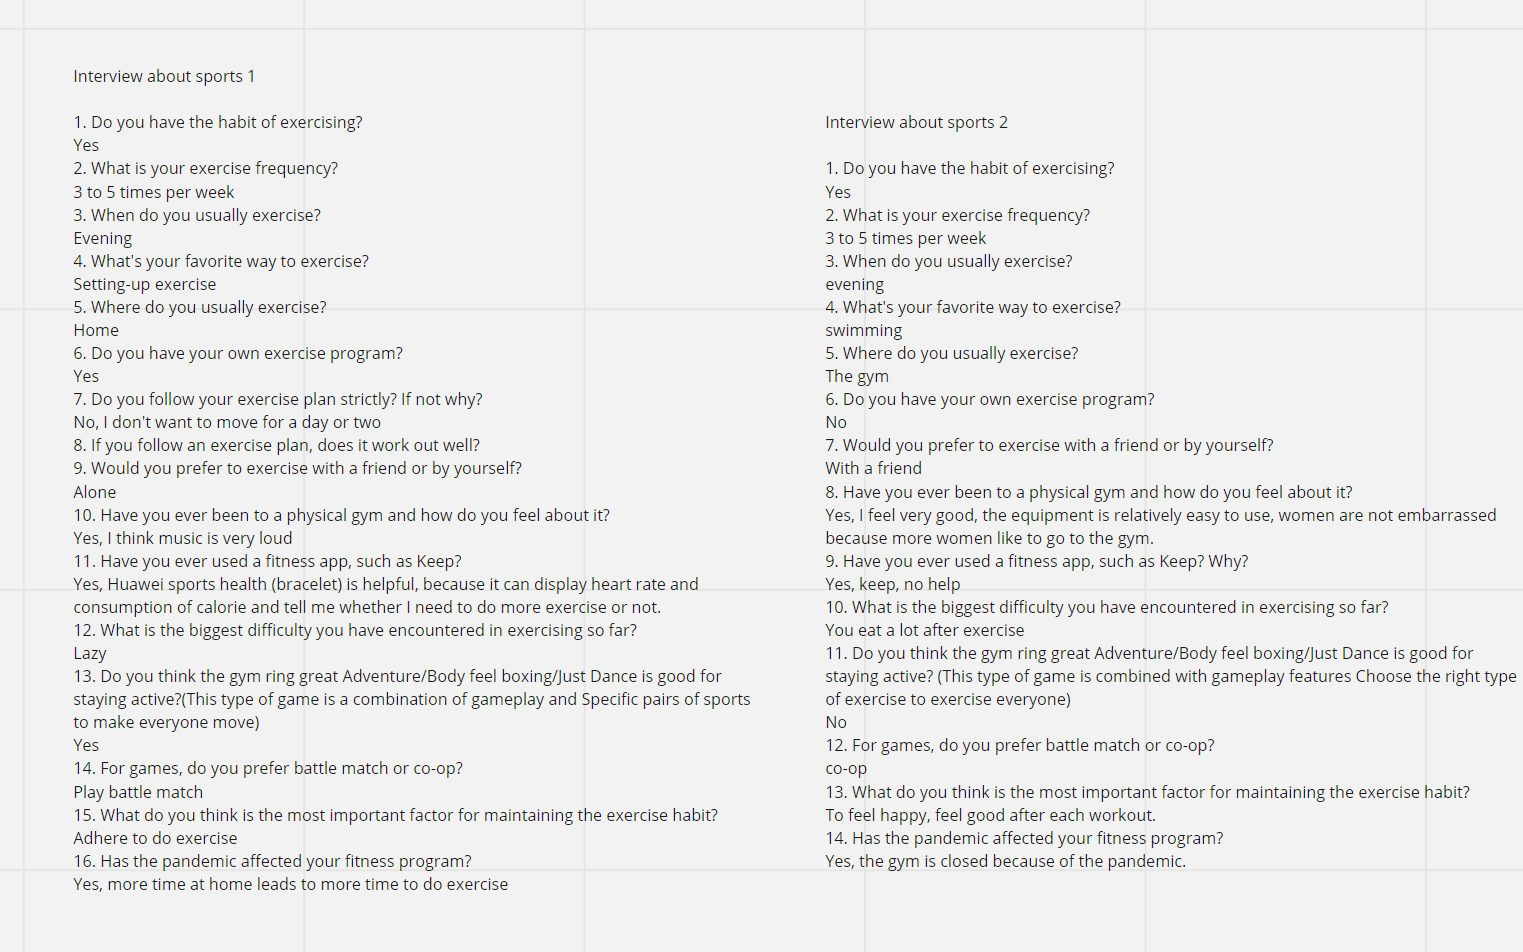 Interview about sports 1
1. Do you have the habit of exercising?
Yes
2. What is your exercise frequency?
3 to 5 times per week
3. When do you usually exercise?
Evening
4. What's your favorite way to exercise?
Setting-up exercise
5. Where do you usually exercise?
Home
6. Do you have your own exercise program?
Yes
7. Do you follow your exercise plan strictly? If not why?
No, I don't want to move for a day or two
8. If you follow an exercise plan, does it work out well?
9. Would you prefer to exercise with a friend or by yourself?
Alone
10. Have you ever been to a physical gym and how do you feel about it?
Yes, I think music is very loud
11. Have you ever used a fitness app, such as Keep?
Yes, Huawei sports health (bracelet) is helpful, because it can display heart rate and
consumption of calorie and tell me whether I need to do more exercise or not.
12. What is the biggest difficulty you have encountered in exercising so far?
Lazy
13. Do you think the gym ring great Adventure/Body feel boxing/Just Dance is good for
staying active?(This type of game is a combination of gameplay and Specific pairs of sports
to make everyone move)
Yes
14. For games, do you prefer battle match or co-op?
Play battle match
15. What do you think is the most important factor for maintaining the exercise habit?
Adhere to do exercise
16. Has the pandemic affected your fitness program?
Yes, more time at home leads to more time to do exercise
Interview about sports 2
1. Do you have the habit of exercising?
Yes
2. What is your exercise frequency?
3 to 5 times per week
3. When do you usually exercise?
evening
4. What's your favorite way to exercise?
swimming
5. Where do you usually exercise?
The gym
6. Do you have your own exercise program?
No
7. Would you prefer to exercise with a friend or by yourself?
With a friend
8. Have you ever been to a physical gym and how do you feel about it?
Yes, I feel very good, the equipment is relatively easy to use, women are not embarrassed
because more women like to go to the gym.
9. Have you ever used a fitness app, such as Keep? Why?
Yes, keep, no help
10. What is the biggest difficulty you have encountered in exercising so far?
You eat a lot after exercise
11. Do you think the gym ring great Adventure/Body feel boxing/Just Dance is good for
staying active? (This type of game is combined with gameplay features Choose the right type
of exercise to exercise everyone)
No
12. For games, do you prefer battle match or co-op?
co-op
13. What do you think is the most important factor for maintaining the exercise habit?
To feel happy, feel good after each workout.
14. Has the pandemic affected your fitness program?
Yes, the gym is closed because of the pandemic.